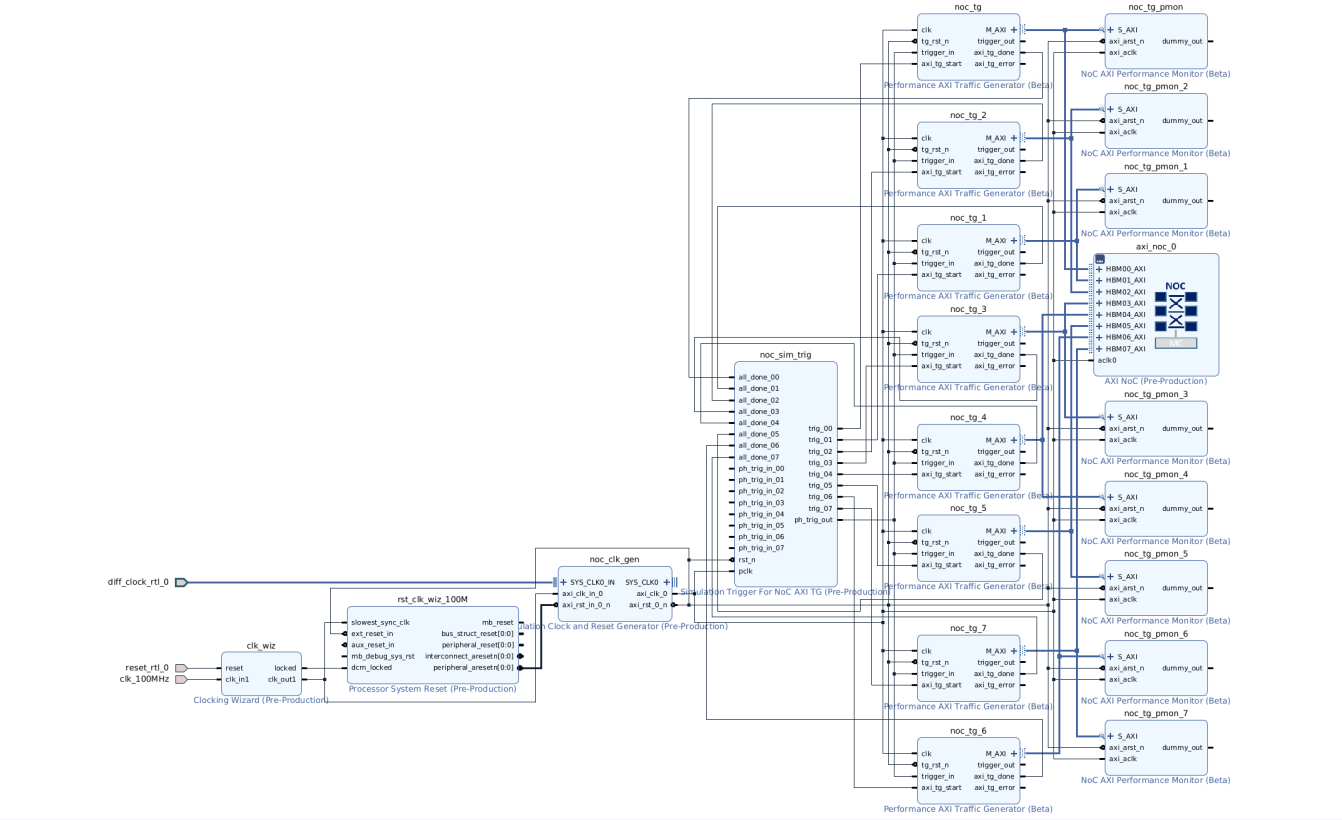 noc_tg
clk
tg_rst_n
trigger_in
axi_tg_start
M_AXI
trigger_out
axi_tg_done
axi_tg_error
Performance AXI Traffic Generator (Beta)
noc_tg_pmon
S_AXI
axi_arst_n
axi_aclk
dummy_out
NoC AXI Performance Monitor (Beta)
noc_tg_pmon_2
S_AXI
axi_arst_n
axi_aclk
dummy_out
NoC AXI Performance Monitor (Beta)
noc_tg_2
clk
tg_rst_n
trigger_in
axi_tg_start
M_AXI
trigger_out
axi_tg_done
axi_tg_error
Performance AXI Traffic Generator (Beta)
noc_tg_pmon_1
S_AXI
axi_arst_n
axi_aclk
dummy_out
NoC AXI Performance Monitor (Beta)
noc_tg_1
clk
tg_rst_n
trigger_in
axi_tg_start
M_AXI
trigger_out
axi_tg_done
axi_tg_error
Performance AXI Traffic Generator (Beta)
axi_noc_0
HBM00_AXI
HBM01_AXI
HBM02_AXI
HBM03_AXI
HBM04_AXI
HBM05_AXI
HBM06_AXI
HBM07_AXI
aclk0
NOC
MC
AXI NoC (Pre-Production)
noc_tg_3
clk
tg_rst_n
trigger_in
axi_tg_start
M_AXI
trigger_out
axi_tg_done
axi_tg_error
Performance AXI Traffic Generator (Beta)
noc_sim_trig
all_done_00
all_done_01
all_done_02
all_done_03
all_done_04
all_done_05
all_done_06
all_done_07
ph_trig_in_00
ph_trig_in_01
ph_trig_in_02
ph_trig_in_03
ph_trig_in_04
ph_trig_in_05
ph_trig_in_06
ph_trig_in_07
rst_n
pclk
trig_00
trig_01
trig_02
trig_03
trig_04
trig_05
trig_06
trig_07
ph_trig_out
Simulation Trigger For NoC AXI TG (Pre-Production)
noc_tg_pmon_3
S_AXI
axi_arst_n
axi_aclk
dummy_out
NoC AXI Performance Monitor (Beta)
noc_tg_4
clk
tg_rst_n
trigger_in
axi_tg_start
M_AXI
trigger_out
axi_tg_done
axi_tg_error
Performance AXI Traffic Generator (Beta)
noc_tg_pmon_4
S_AXI
axi_arst_n
axi_aclk
dummy_out
NoC AXI Performance Monitor (Beta)
noc_tg_5
clk
tg_rst_n
trigger_in
axi_tg_start
M_AXI
trigger_out
axi_tg_done
axi_tg_error
Performance AXI Traffic Generator (Beta)
noc_tg_pmon_5
S_AXI
axi_arst_n
axi_aclk
dummy_out
NoC AXI Performance Monitor (Beta)
diff_clock_rtl_0
noc_clk_gen
SYS_CLK0_IN
axi_clk_in_0
axi_rst_in_0_n
SYS_CLK0
axi_clk_0
axi_rst_0_n
ulation Clock and Reset Generator (Pre-Production)
rst_clk_wiz_100M
slowest_sync_clk
ext_reset_in
aux_reset_in
mb_debug_sys_rst
dcm_locked
mb_reset
bus_struct_reset[0:0]
peripheral_reset[0:0]
interconnect_aresetn[0:0]
peripheral_aresetn[0:0]
Processor System Reset (Pre-Production)
clk_wiz
reset_rtl_0
clk_100MHz
reset
clk_in1
locked
clk_out1
Clocking Wizard (Pre-Production)
noc_tg_7
clk
tg_rst_n
trigger_in
axi_tg_start
M_AXI
trigger_out
axi_tg_done
axi_tg_error
Performance AXI Traffic Generator (Beta)
noc_tg_pmon_6
S_AXI
axi_arst_n
axi_aclk
dummy_out
NoC AXI Performance Monitor (Beta)
noc_tg_pmon_7
S_AXI
axi_arst_n
axi_aclk
dummy_out
NoC AXI Performance Monitor (Beta)
noc_tg_6
clk
tg_rst_n
trigger_in
axi_tg_start
M_AXI
trigger_out
axi_tg_done
axi_tg_error
Performance AXI Traffic Generator (Beta)